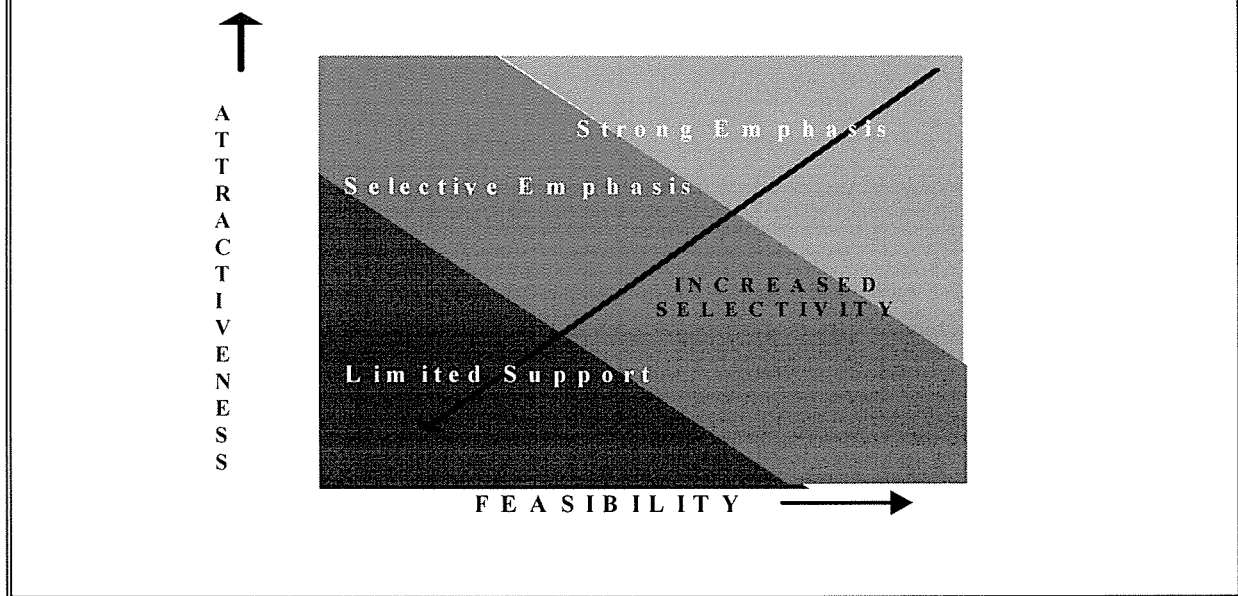 ATTRACTIVENESS
Strong Emphasis
Selective Emphasis
INCREASED
SELECTIVITY
Limited Support
FEASIBILITY